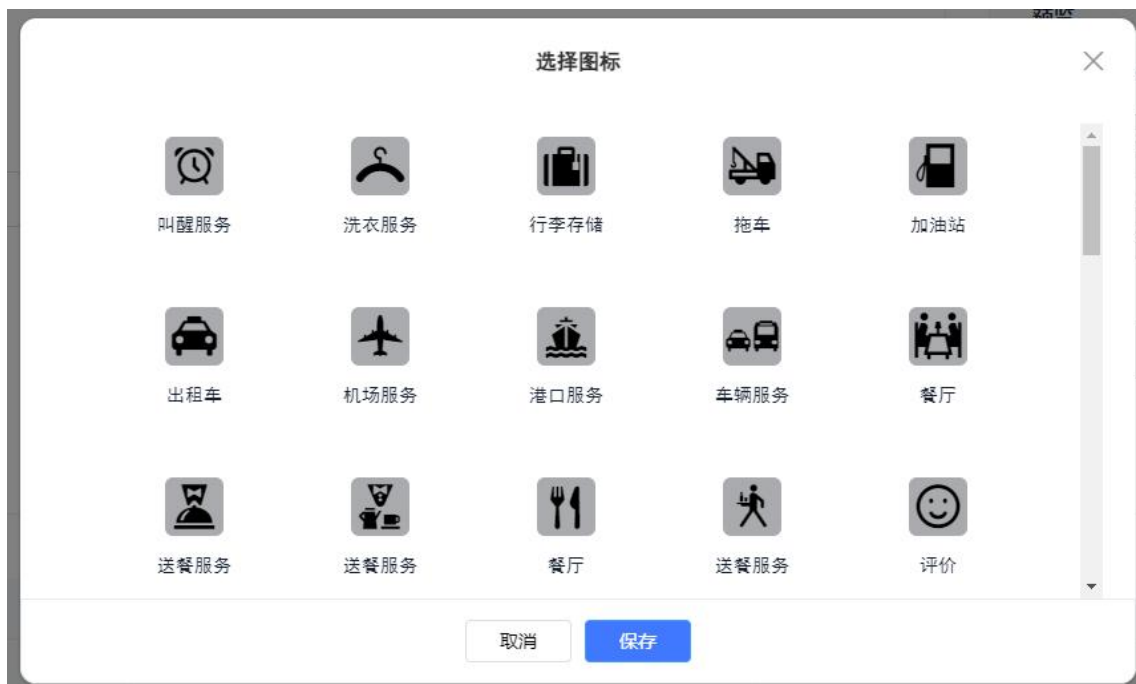 选择图标
叫醒服务
洗衣服务
行李存储
拖车
加油站
出租车
机场服务
港口服务
车辆服务
餐厅
送餐服务
送餐服务
餐厅
送餐服务
评价
取消
保存